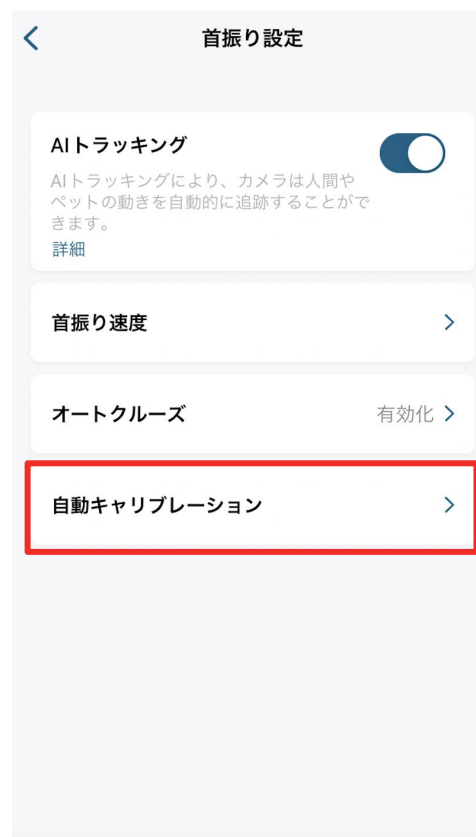 首振り設定
AIトラッキング
AIトラッキングにより、カメラは人間や
ペットの動きを自動的に追跡することがで
きます。
詳細
首振り速度
オートクルーズ 有効化
自動キャリブレーション